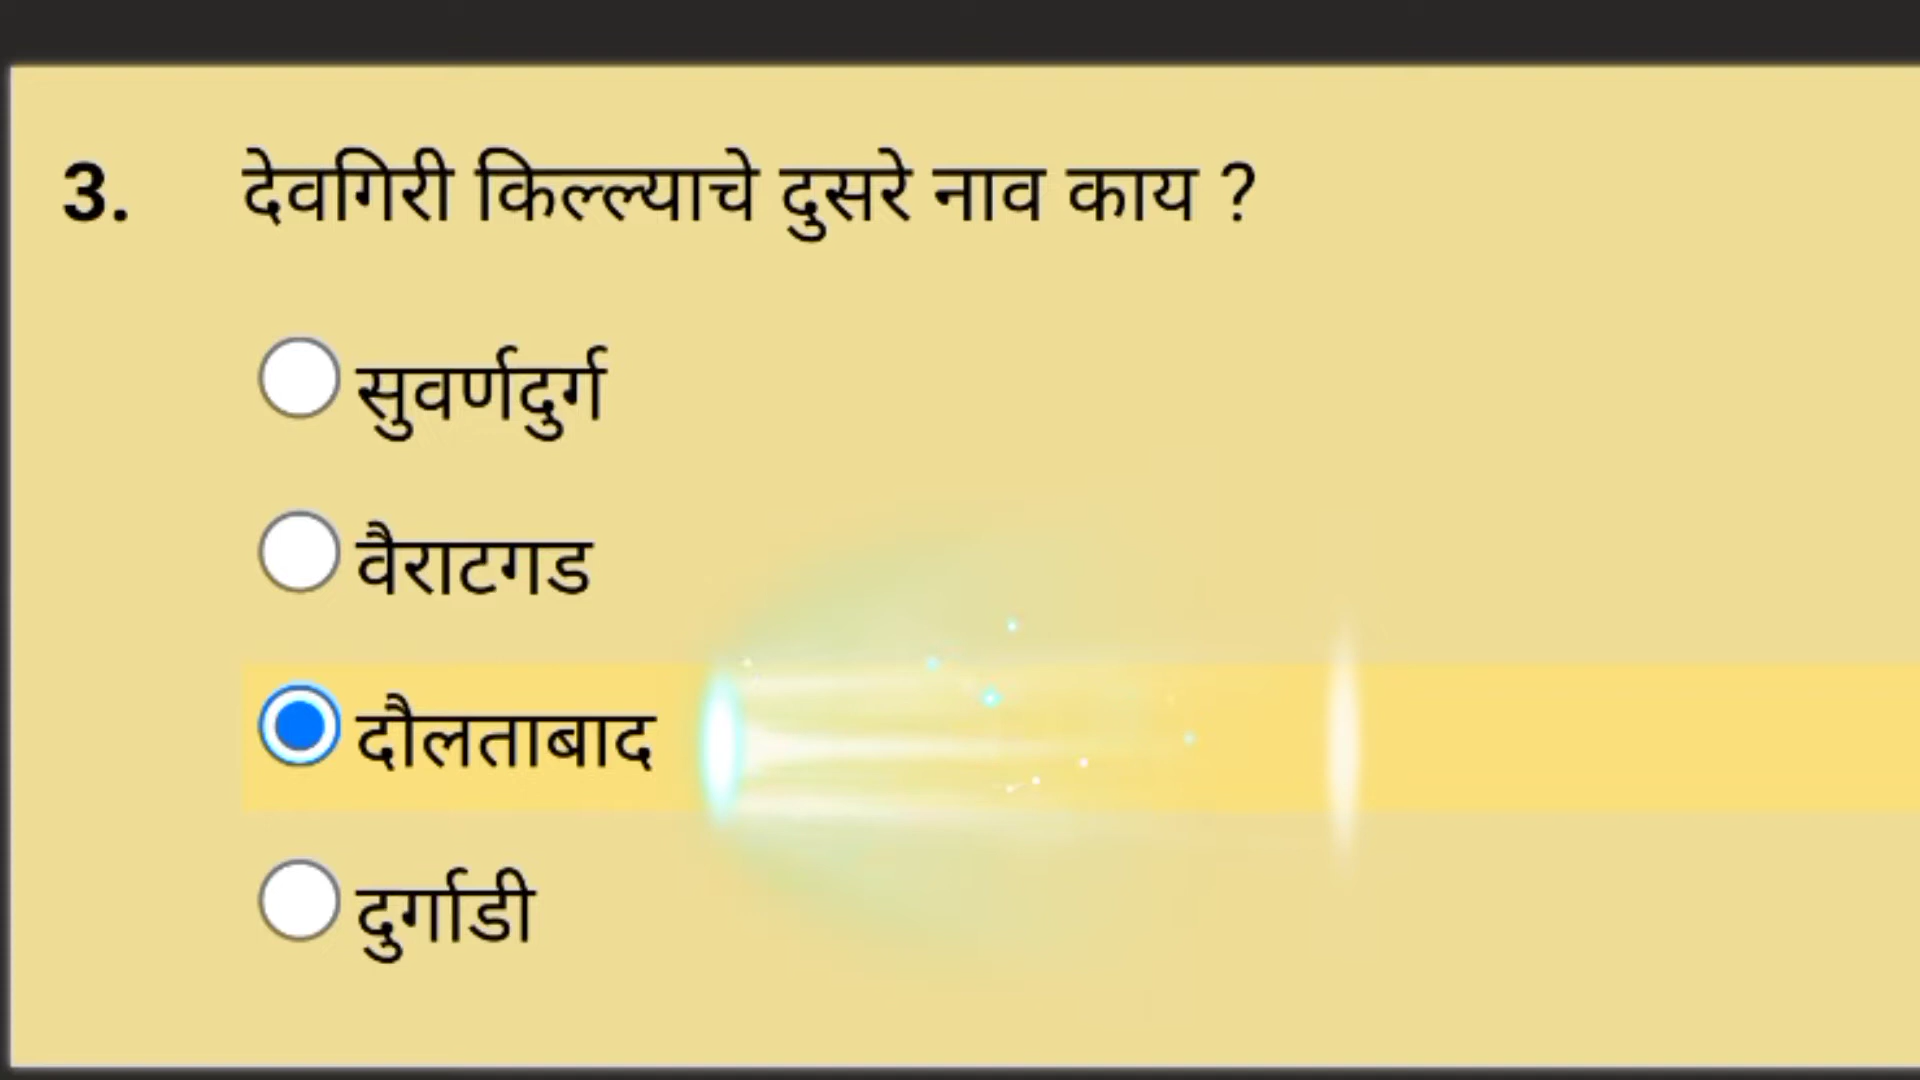 3. देवगिरी किल्ल्याचे दुसरे नाव काय ?
सुवर्णदुर्ग
वैराटगड
दौलताबाद
दुर्गाडी